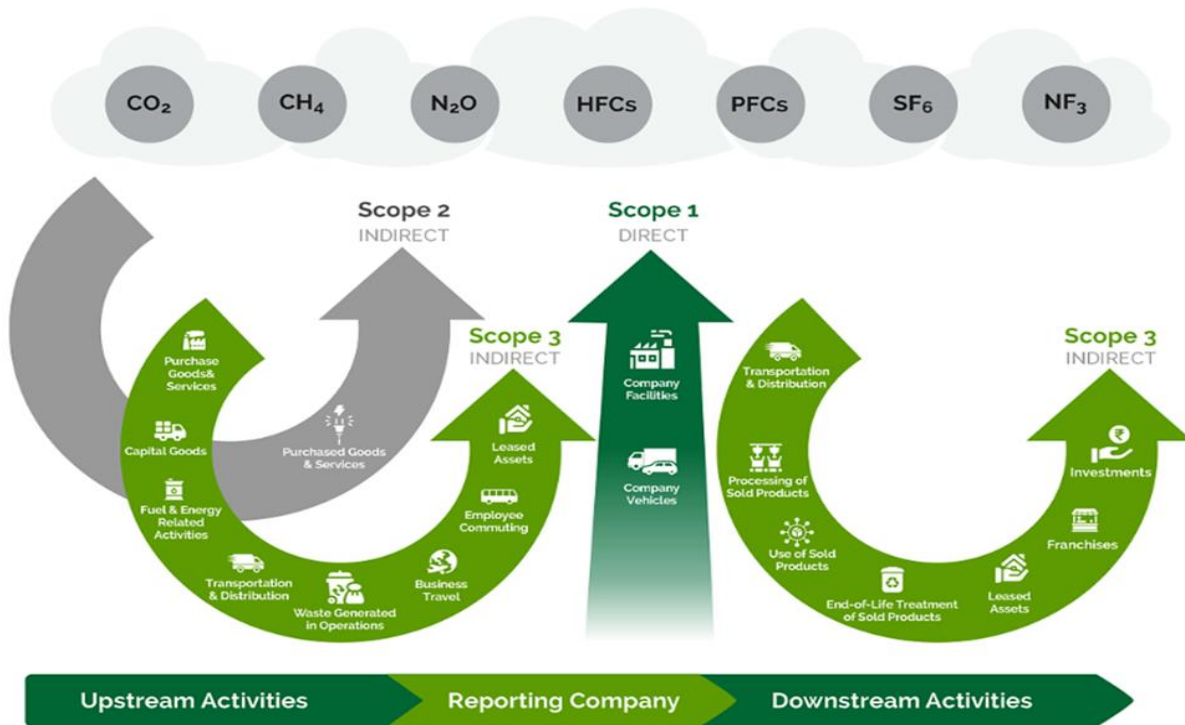 CO₂
CH₄
N₂O
HFCs
PFCs
SF₆
NF₃
Scope 2
INDIRECT
Purchased Goods
& Services
Scope 3
INDIRECT
Purchase
Goods&
Services
Capital Goods
Fuel & Energy
Related
Activities
Transportation
& Distribution
Waste Generated
in Operations
Business
Travel
Employee
Commuting
Leased
Assets
Scope 1
DIRECT
Company
Facilities
Company
Vehicles
Scope 3
INDIRECT
Transportation
& Distribution
Processing of
Sold Products
Use of Sold
Products
End-of-Life Treatment
of Sold Products
Leased
Assets
Franchises
₹
Investments
Upstream Activities
Reporting Company
Downstream Activities